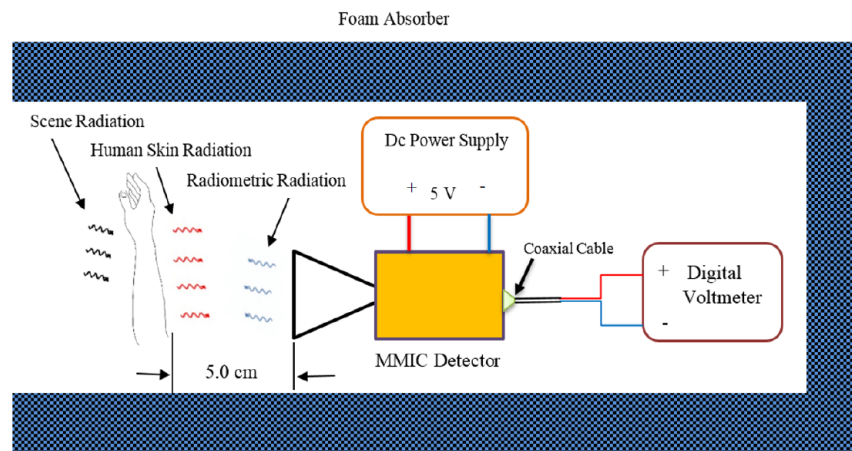 Foam Absorber
Scene Radiation
Human Skin Radiation
Radiometric Radiation
Dc Power Supply
+ 5 V -
Coaxial Cable
+ Digital
Voltmeter
-
MMIC Detector
5.0 cm